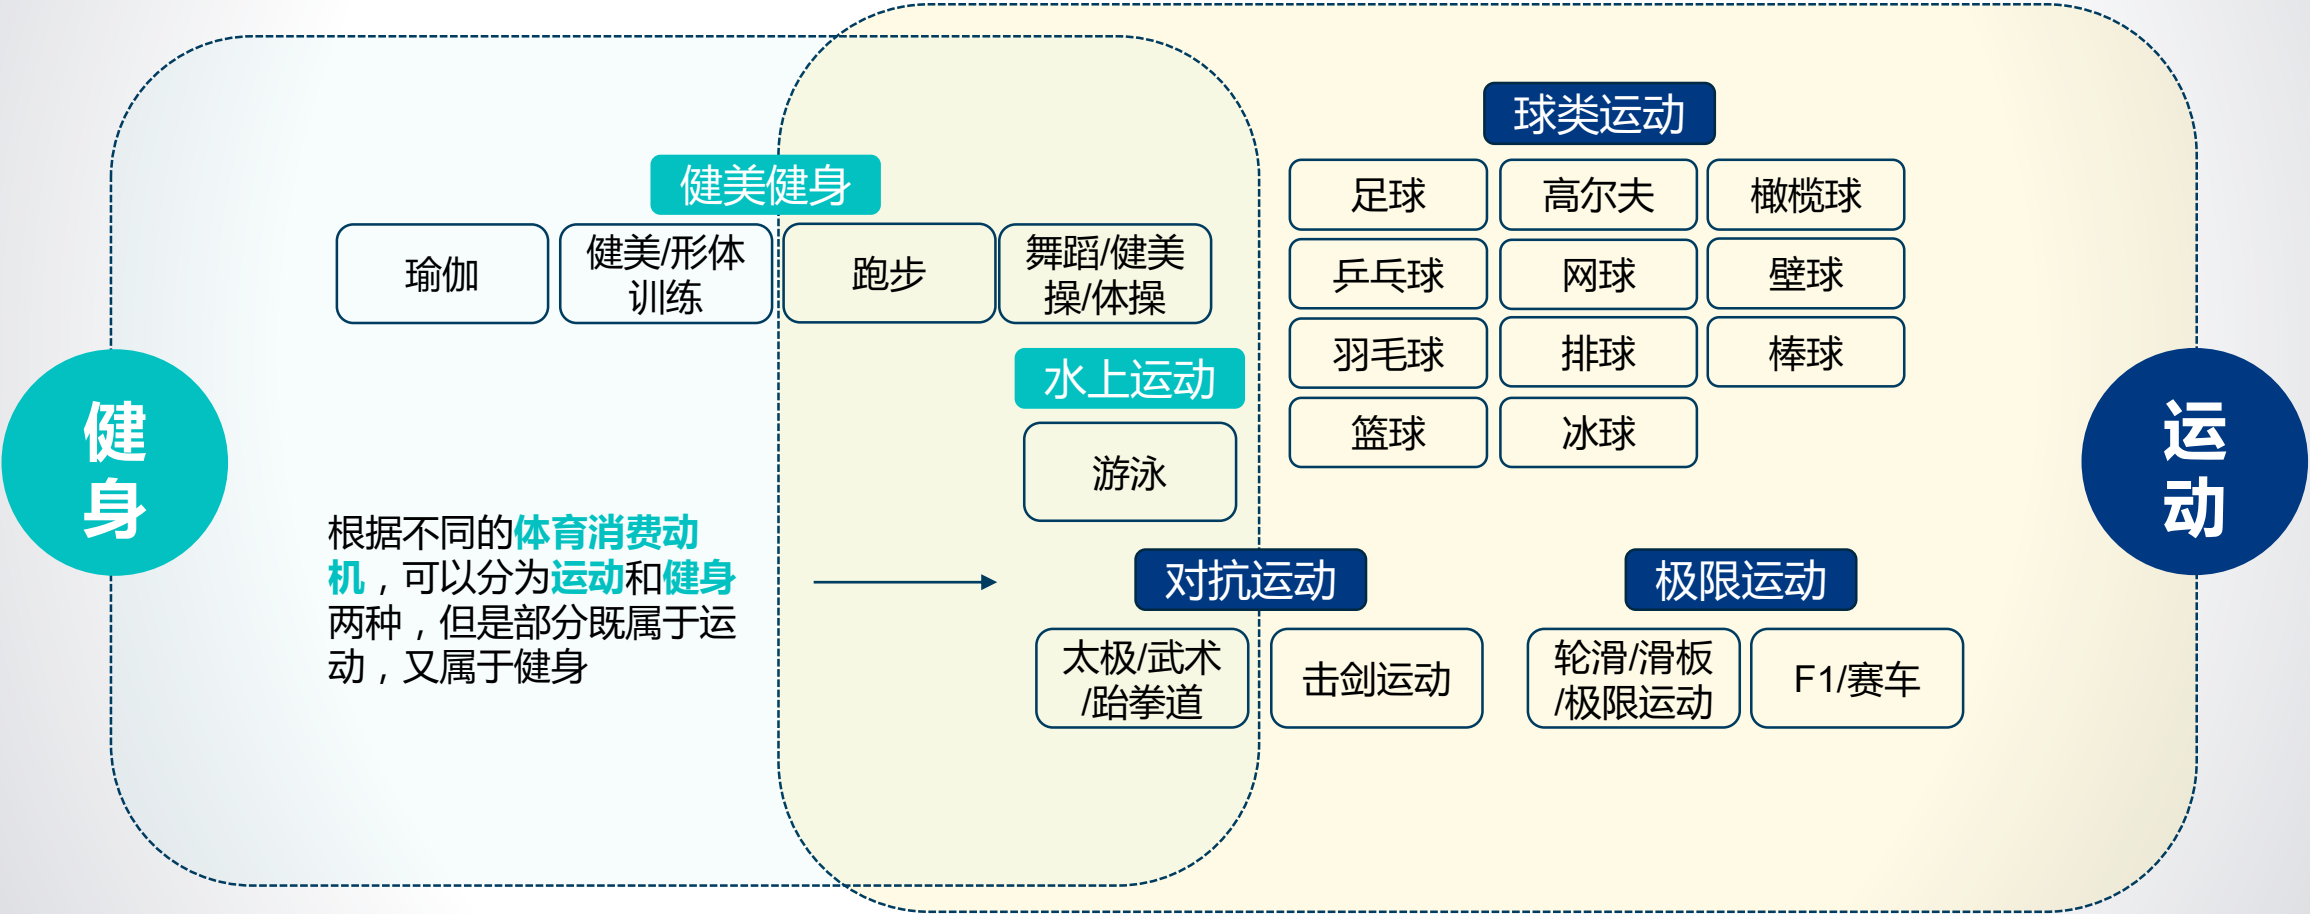 健
身
健美健身
瑜伽
健美/形体
训练
跑步
舞蹈/健美
操/体操
水上运动
游泳
根据不同的体育消费动
机，可以分为运动和健身
两种，但是部分既属于运
动，又属于健身
球类运动
足球
高尔夫
橄榄球
乒乓球
网球
壁球
羽毛球
排球
棒球
篮球
冰球
对抗运动
太极/武术
/跆拳道
击剑运动
极限运动
轮滑/滑板
/极限运动
F1/赛车
运
动